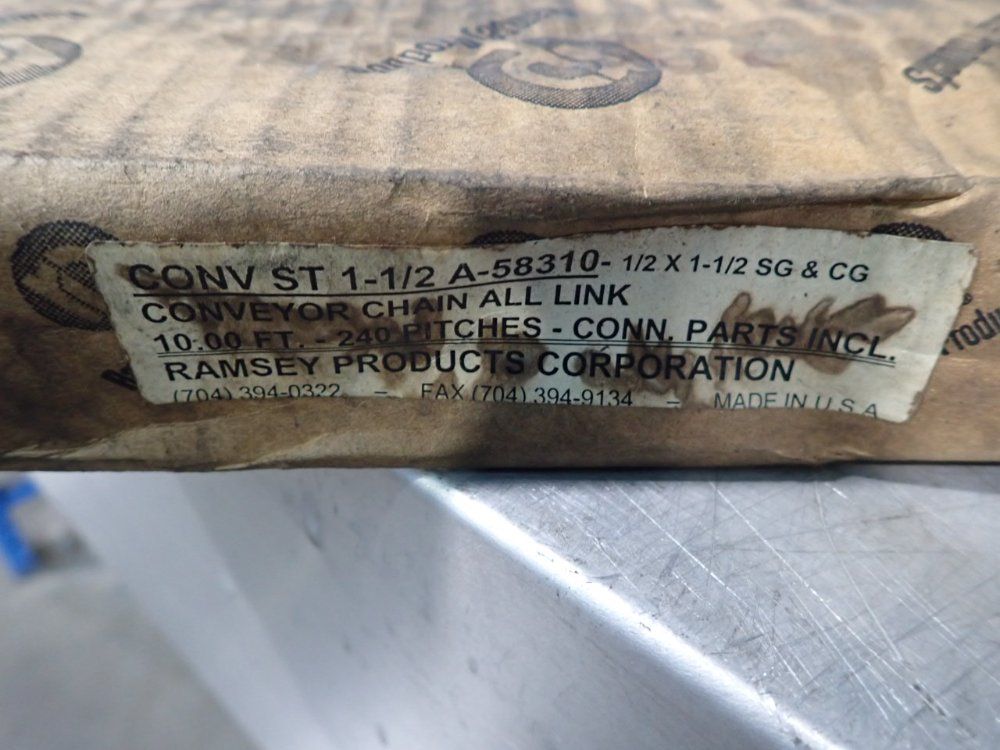 CONV ST 1-1/2 A-58310- 1/2 X 1-1/2 SG & CG
CONVEYOR CHAIN ALL LINK
10.00 FT. - 240 PITCHES - CONN. PARTS INCL.
RAMSEY PRODUCTS CORPORATION
(704) 394-0322 - FAX (704) 394-9134 - MADE IN U.S.A